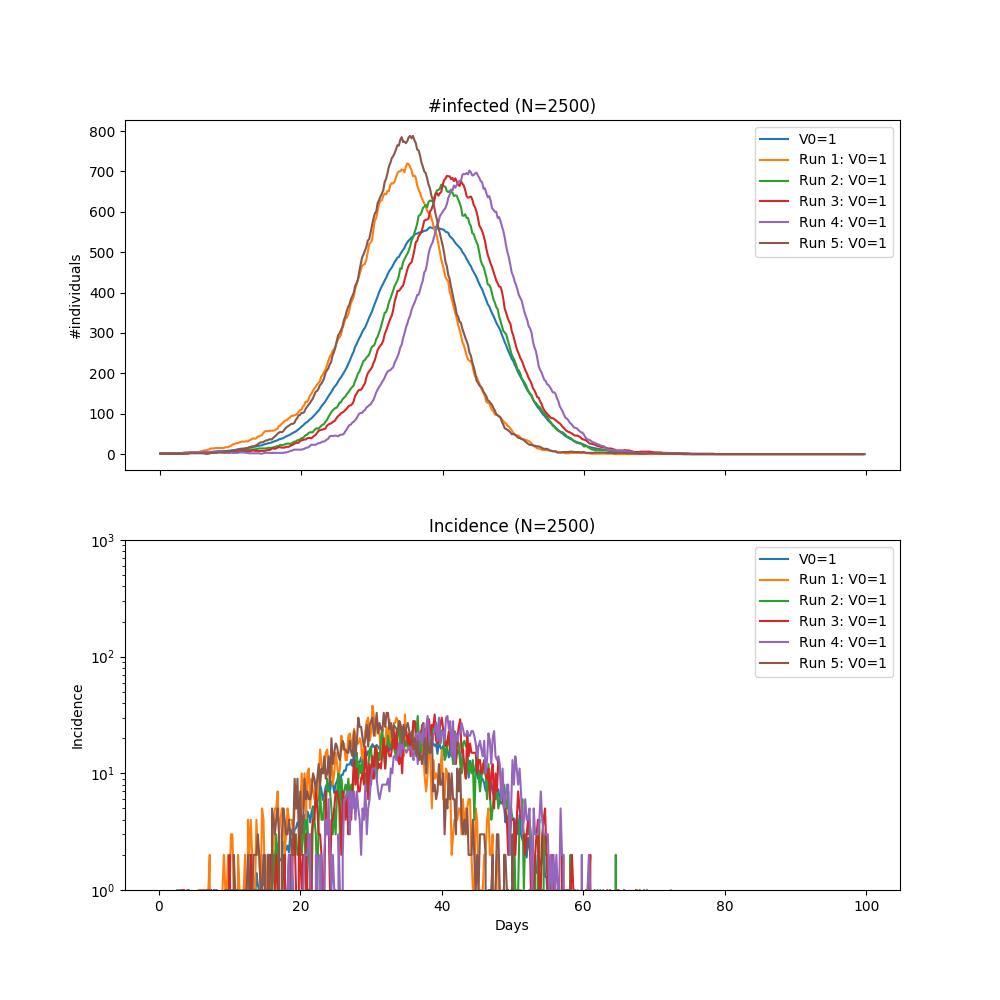 #infected (N=2500)
800
700
600
500
400
300
200
100
0
#individuals
V0=1
Run 1: V0=1
Run 2: V0=1
Run 3: V0=1
Run 4: V0=1
Run 5: V0=1
Incidence (N=2500)
10³
10²
10¹
10⁰
Incidence
V0=1
Run 1: V0=1
Run 2: V0=1
Run 3: V0=1
Run 4: V0=1
Run 5: V0=1
0 20 40 60 80 100
Days